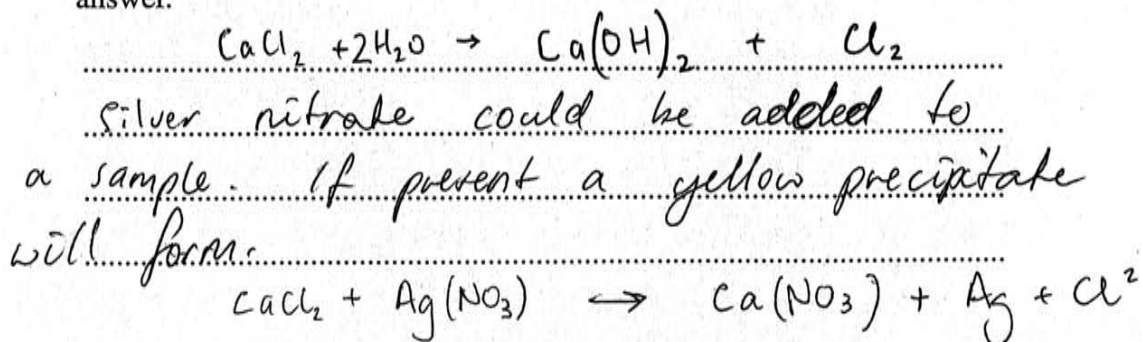 answer.
CaCl₂ + 2H₂O → Ca(OH)₂ + Cl₂
silver nitrate could be added to
a sample. If present a yellow precipitate
will form.
CaCl₂ + Ag(NO₃) → Ca(NO₃) + Ag + Cl²